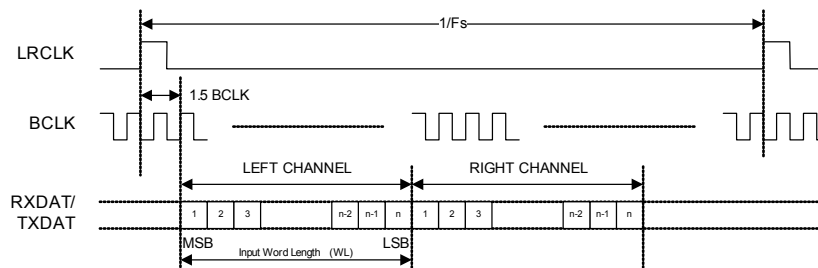 1/Fs
LRCLK
1.5 BCLK
BCLK
LEFT CHANNEL RIGHT CHANNEL
RXDAT/
TXDAT
1 2 3 n-2 n-1 n 1 2 3 n-2 n-1 n
MSB Input Word Length (WL) LSB